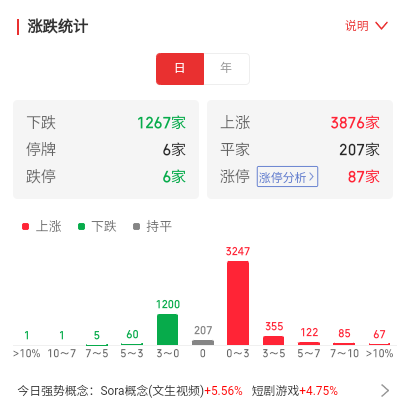 涨跌统计 说明
日 年
下跌 1267家 上涨 3876家
停牌 6家 平家 207家
跌停 6家 涨停 涨停分析 87家
上涨 下跌 持平
1 1 5 60 1200 207 3247 355 122 85 67
>10% 10～7 7～5 5～3 3～0 0 0～3 3～5 5～7 7～10 >10%
今日强势概念：Sora概念(文生视频)+5.56% 短剧游戏+4.75%